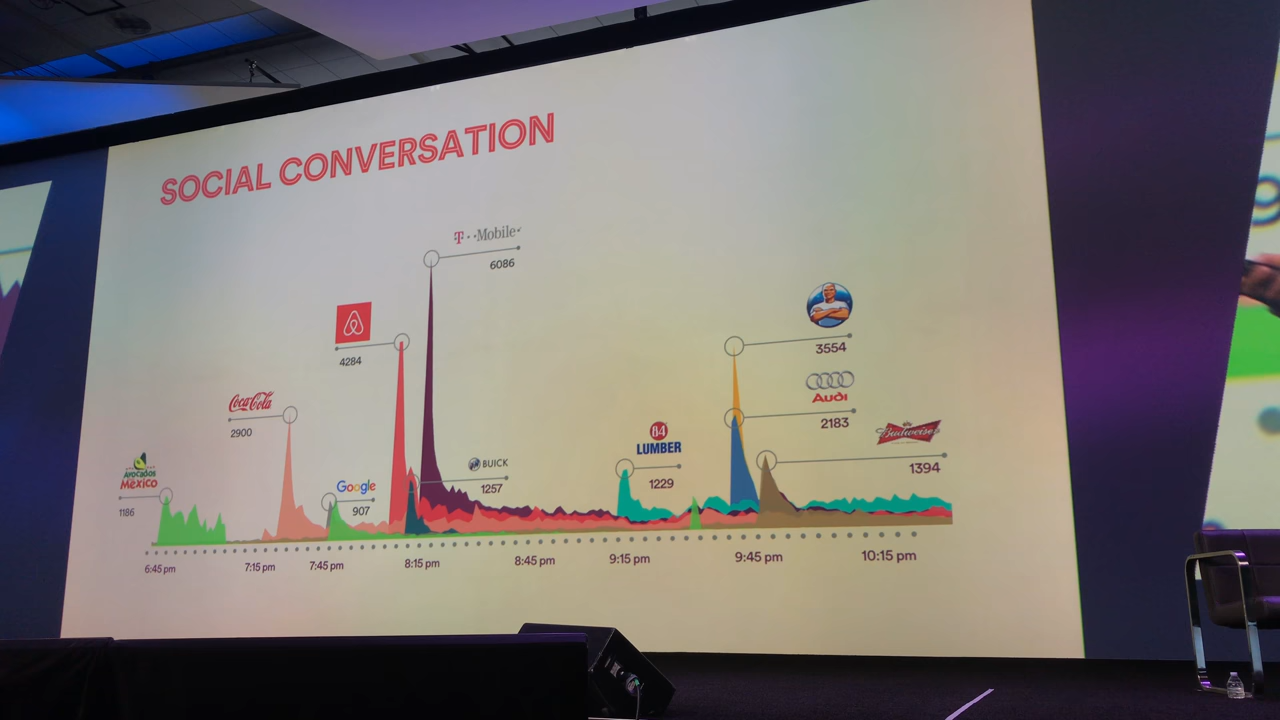 SOCIAL CONVERSATION
T··Mobile
6086
4284
3554
Audi
2183
Coca-Cola
2900
84
LUMBER
1229
Budweiser
1394
AVOCADOS
FROM
MEXICO
1186
Google
907
BUICK
1257
6:45 pm
7:15 pm
7:45 pm
8:15 pm
8:45 pm
9:15 pm
9:45 pm
10:15 pm
9